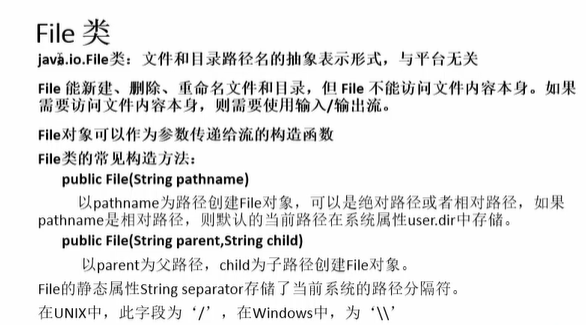 File 类
java.io.File类：文件和目录路径名的抽象表示形式，与平台无关
File 能新建、删除、重命名文件和目录，但 File 不能访问文件内容本身。如果
需要访问文件内容本身，则需要使用输入/输出流。
File对象可以作为参数传递给流的构造函数
File类的常见构造方法：
public File(String pathname)
以pathname为路径创建File对象，可以是绝对路径或者相对路径，如果
pathname是相对路径，则默认的当前路径在系统属性user.dir中存储。
public File(String parent,String child)
以parent为父路径，child为子路径创建File对象。
File的静态属性String separator存储了当前系统的路径分隔符。
在UNIX中，此字段为‘/’，在Windows中，为‘\\’